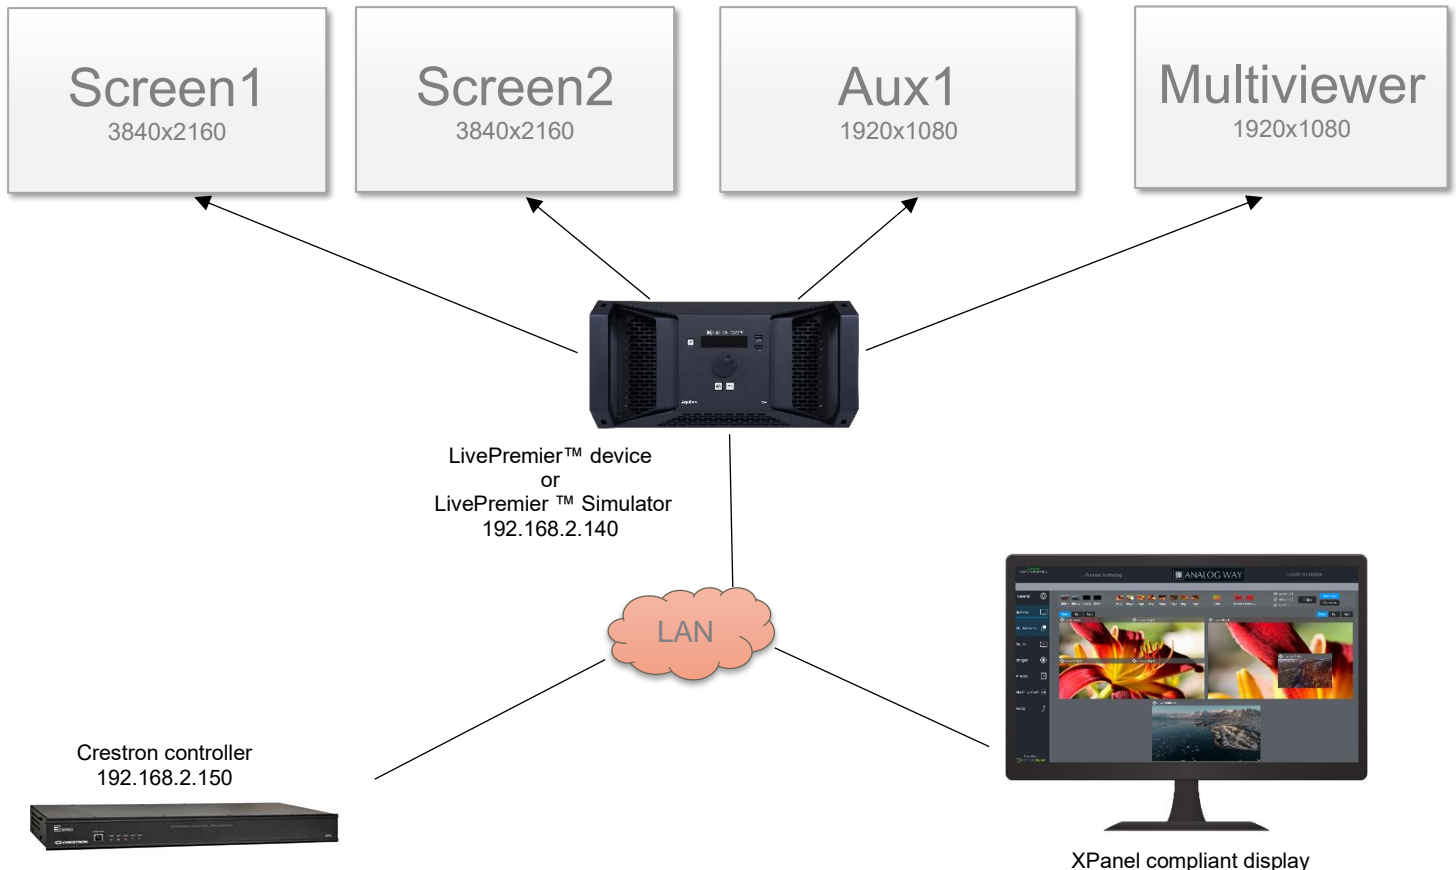 Screen1
3840x2160
Screen2
3840x2160
Aux1
1920x1080
Multiviewer
1920x1080
LivePremier™ device
or
LivePremier ™ Simulator
192.168.2.140
LAN
ANALOG WAY
Crestron controller
192.168.2.150
CRESTRON
XPanel compliant display